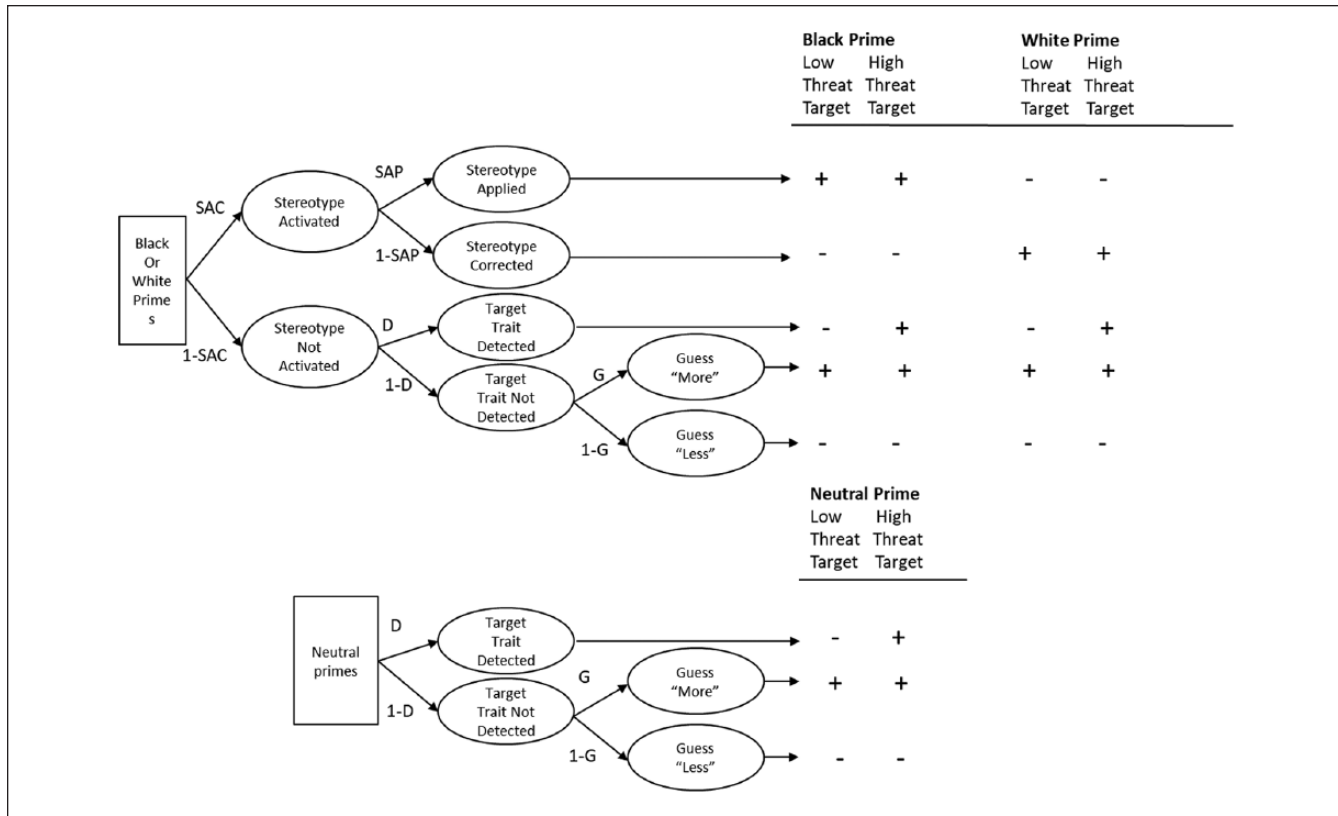 Black Prime White Prime
Low High Low High
Threat Threat Threat Threat
Target Target Target Target
SAP
Stereotype
Applied
+ + - -
SAC
Stereotype
Activated
Black
Or
White
Prime
s
1-SAP
Stereotype
Corrected
- - + +
1-SAC
Stereotype
Not
Activated
D
Target
Trait
Detected
- + - +
1-D
Target
Trait Not
Detected
G
Guess
“More”
+ + + +
1-G
Guess
“Less”
- - - -
Neutral Prime
Low High
Threat Threat
Target Target
Neutral
primes
D
Target
Trait
Detected
- +
1-D
Target
Trait Not
Detected
G
Guess
“More”
+ +
1-G
Guess
“Less”
- -